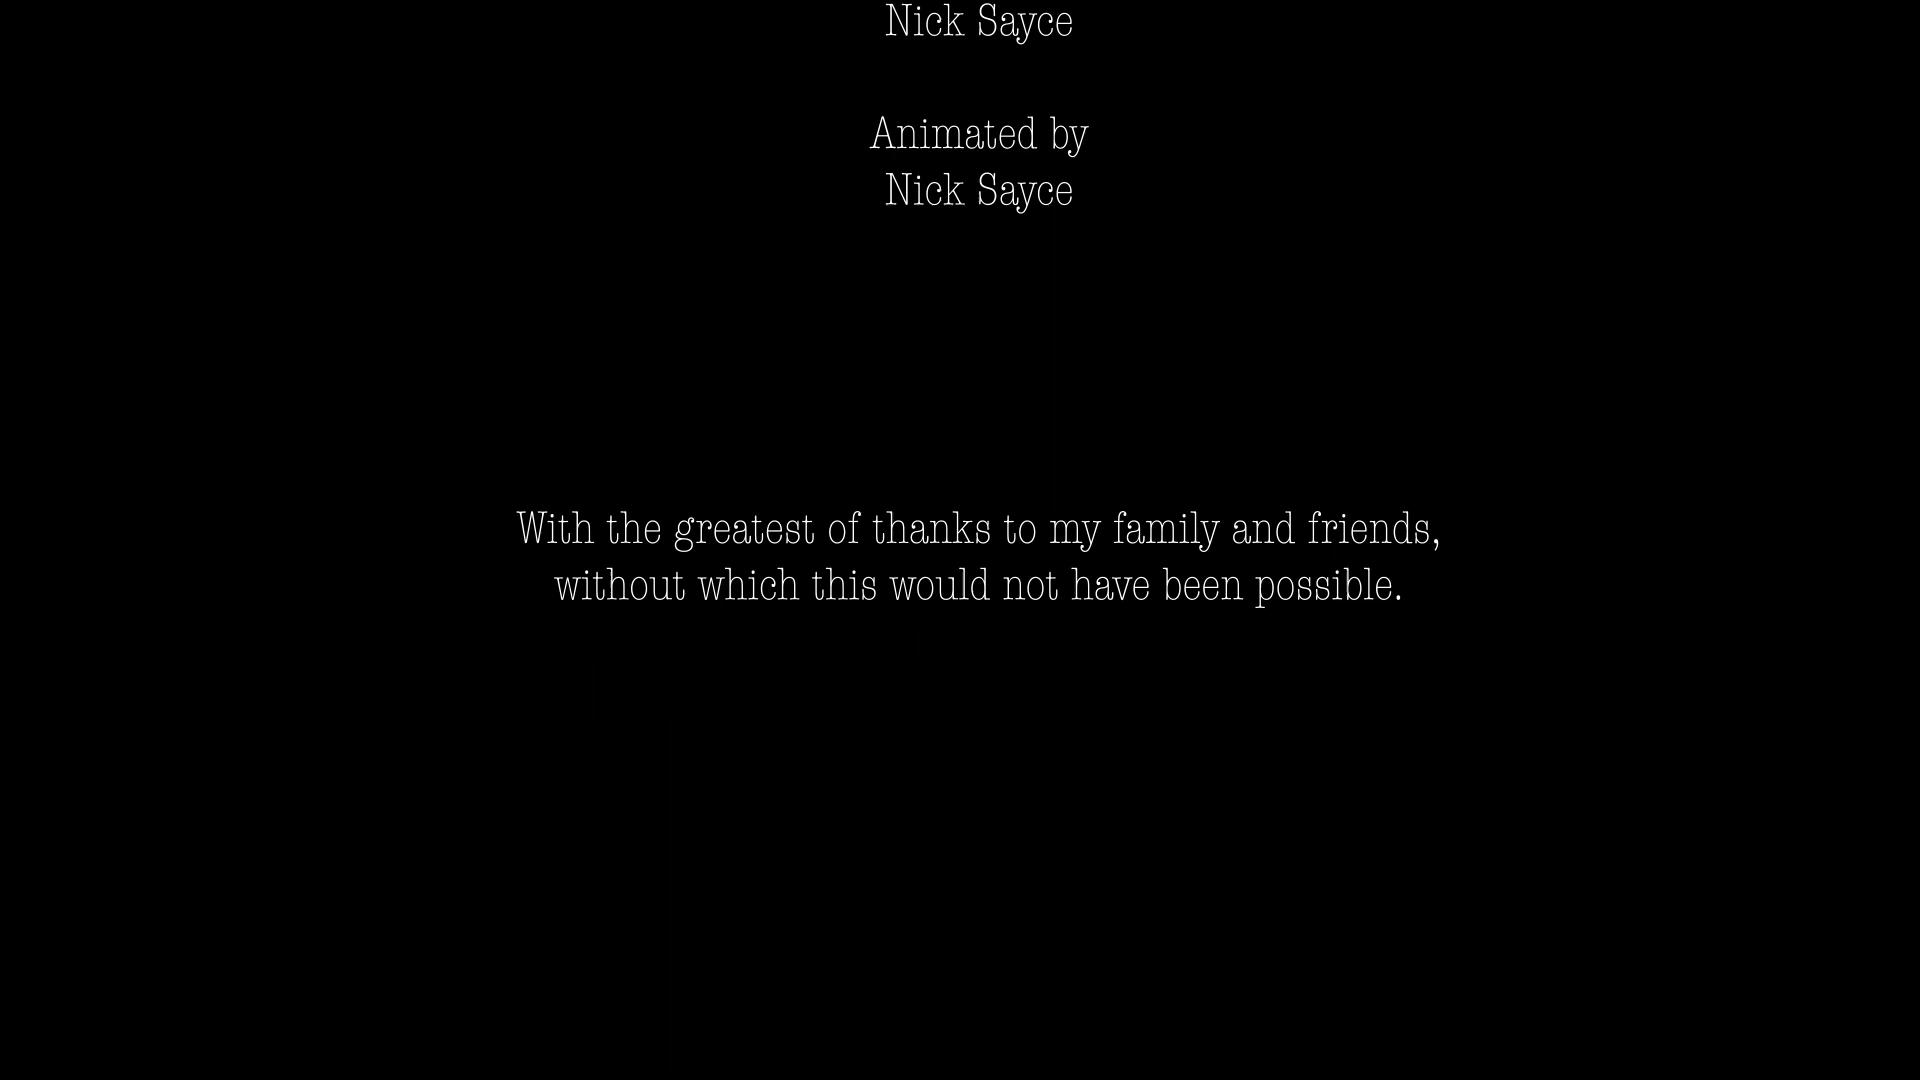 Nick Sayce
Animated by
Nick Sayce
With the greatest of thanks to my family and friends,
without which this would not have been possible.